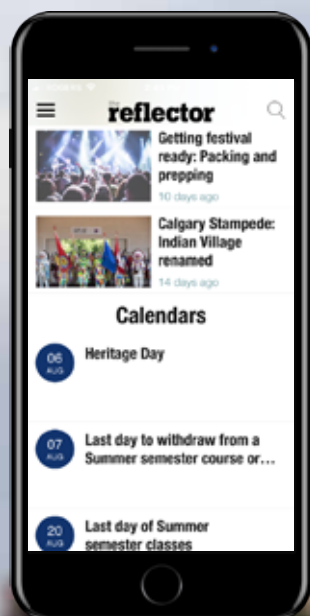 the
reflector
Getting festival
ready: Packing and
prepping
10 days ago
Calgary Stampede:
Indian Village
renamed
14 days ago
Calendars
06
AUG
Heritage Day
07
AUG
Last day to withdraw from a
Summer semester course or...
20
AUG
Last day of Summer
semester classes